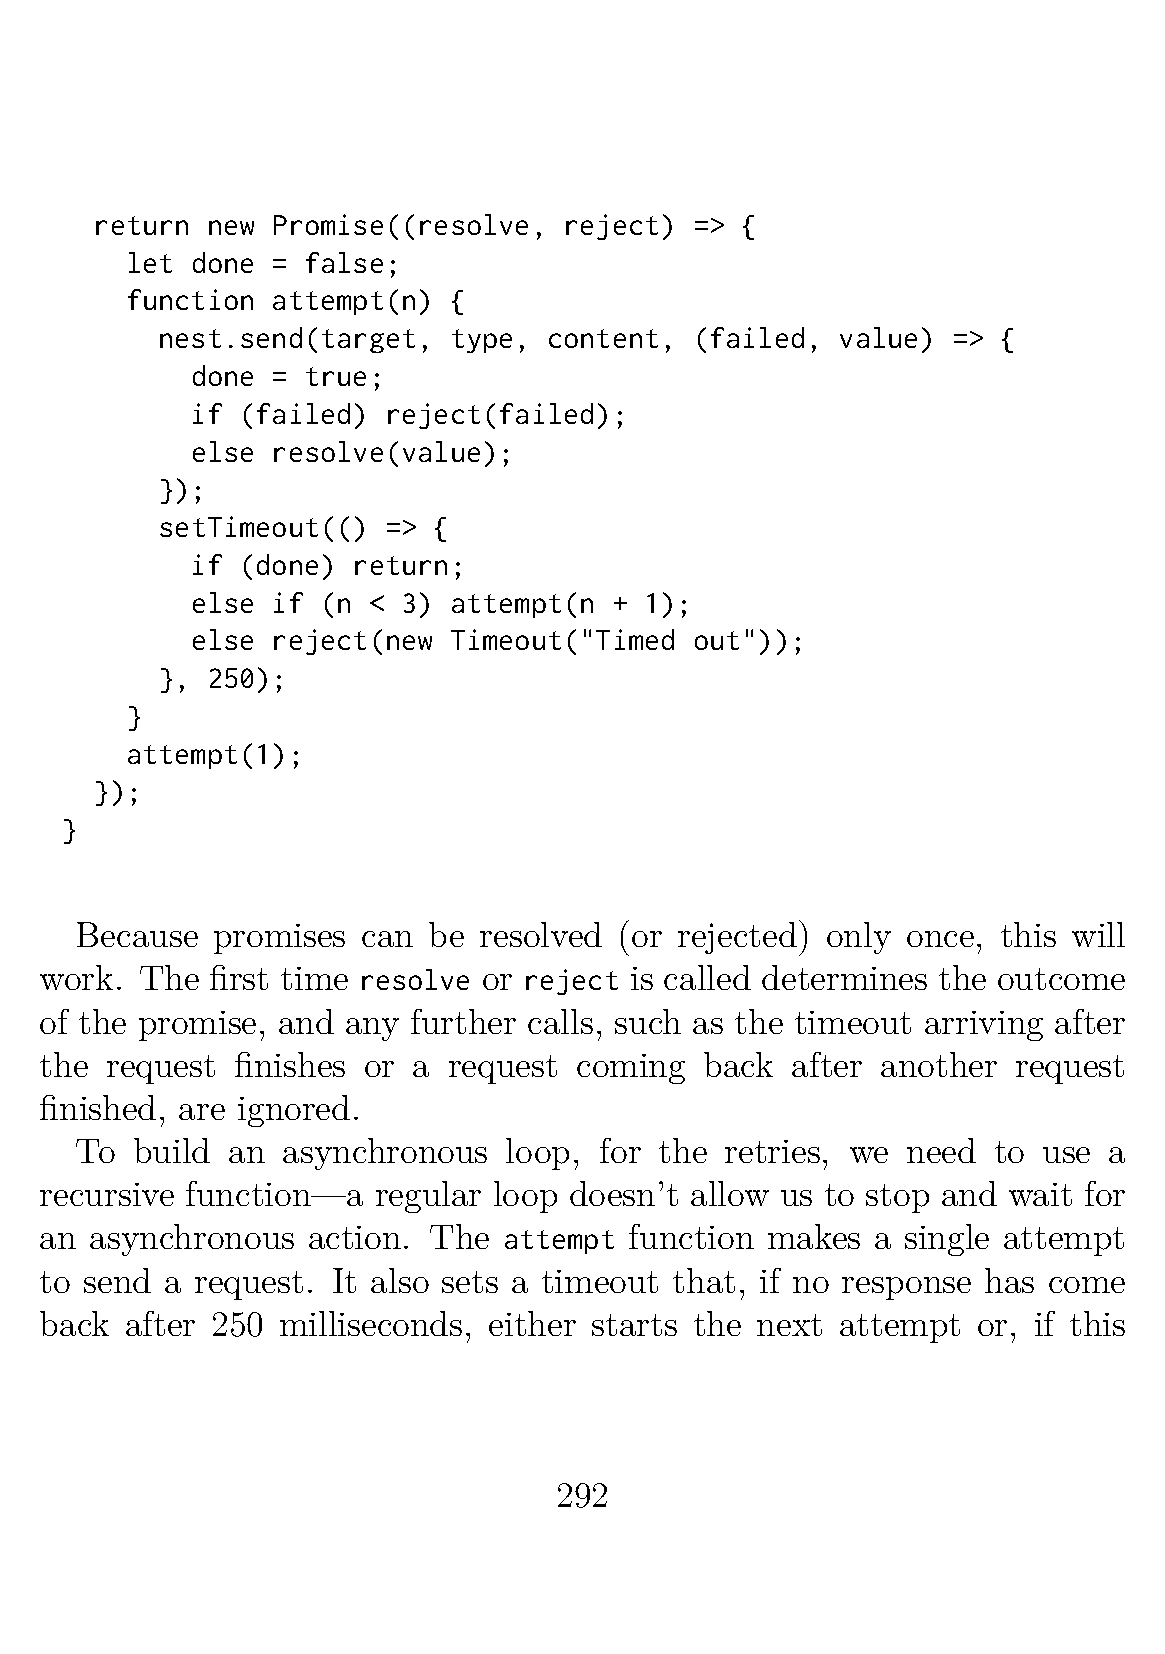 return new Promise((resolve, reject) => {
let done = false;
function attempt(n) {
nest.send(target, type, content, (failed, value) => {
done = true;
if (failed) reject(failed);
else resolve(value);
});
setTimeout(() => {
if (done) return;
else if (n < 3) attempt(n + 1);
else reject(new Timeout("Timed out"));
}, 250);
}
attempt(1);
});
}
Because promises can be resolved (or rejected) only once, this will
work. The first time resolve or reject is called determines the outcome
of the promise, and any further calls, such as the timeout arriving after
the request finishes or a request coming back after another request
finished, are ignored.
To build an asynchronous loop, for the retries, we need to use a
recursive function—a regular loop doesn't allow us to stop and wait for
an asynchronous action. The attempt function makes a single attempt
to send a request. It also sets a timeout that, if no response has come
back after 250 milliseconds, either starts the next attempt or, if this
292